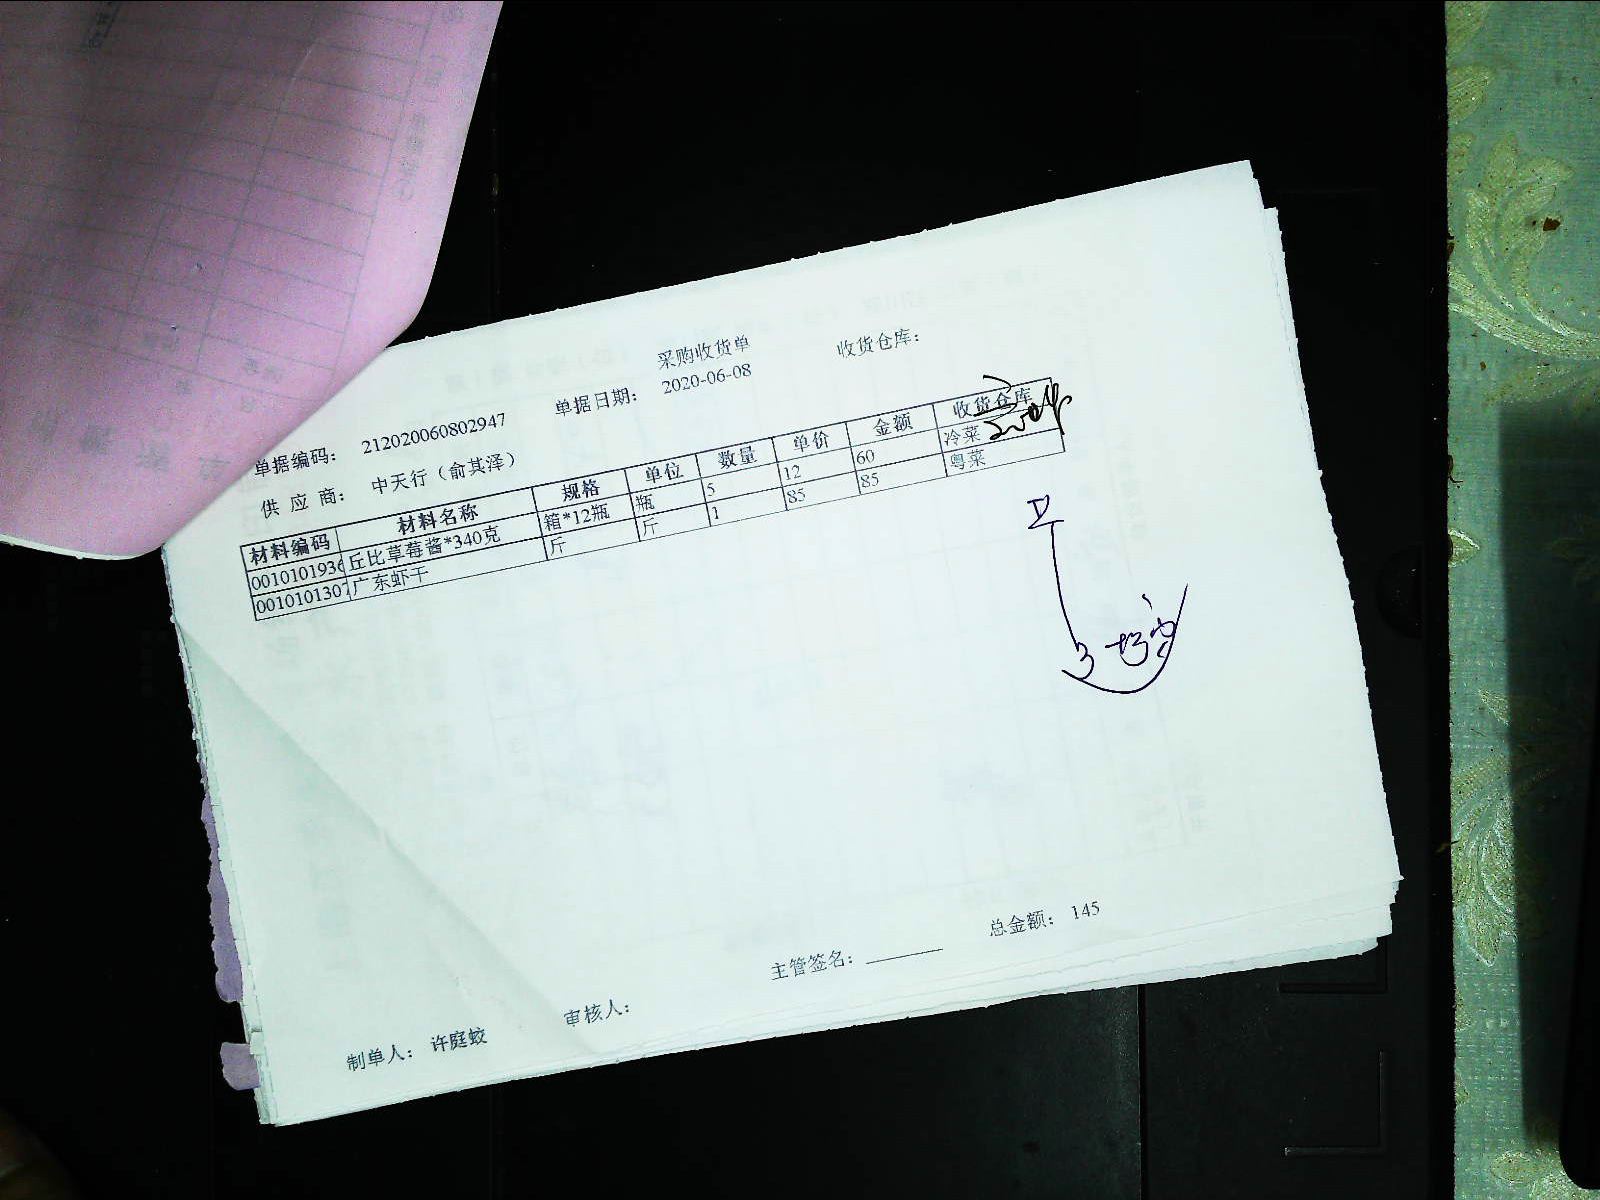 采购收货单
收货仓库：
单据编码： 212020060802947 单据日期： 2020-06-08
供 应 商： 中天行（俞其泽）
材料编码 材料名称 规格 单位 数量 单价 金额 收货仓库
0010101936 丘比草莓酱*340克 箱*12瓶 瓶 5 12 60 冷菜
001010130 广东虾干 斤 斤 1 85 85 粤菜
主管签名： 总金额： 145
制单人： 许庭蛟 审核人：